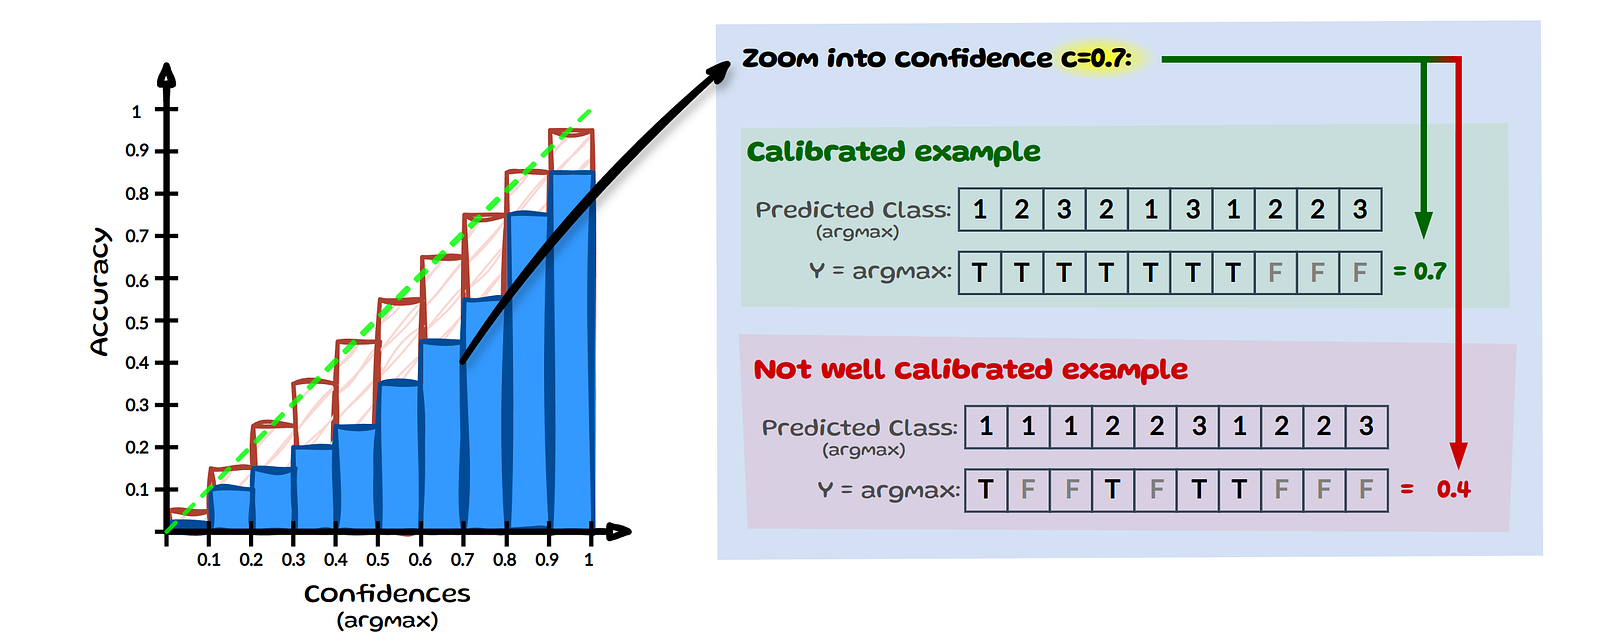 Accuracy
1
0.9
0.8
0.7
0.6
0.5
0.4
0.3
0.2
0.1
0.1 0.2 0.3 0.4 0.5 0.6 0.7 0.8 0.9 1
Confidences
(argmax)
Zoom into confidence c=0.7:
Calibrated example
Predicted Class: 1 2 3 2 1 3 1 2 2 3
(argmax)
Y = argmax: T T T T T T T F F F = 0.7
Not well calibrated example
Predicted Class: 1 1 1 2 2 3 1 2 2 3
(argmax)
Y = argmax: T F F T F T T F F F = 0.4